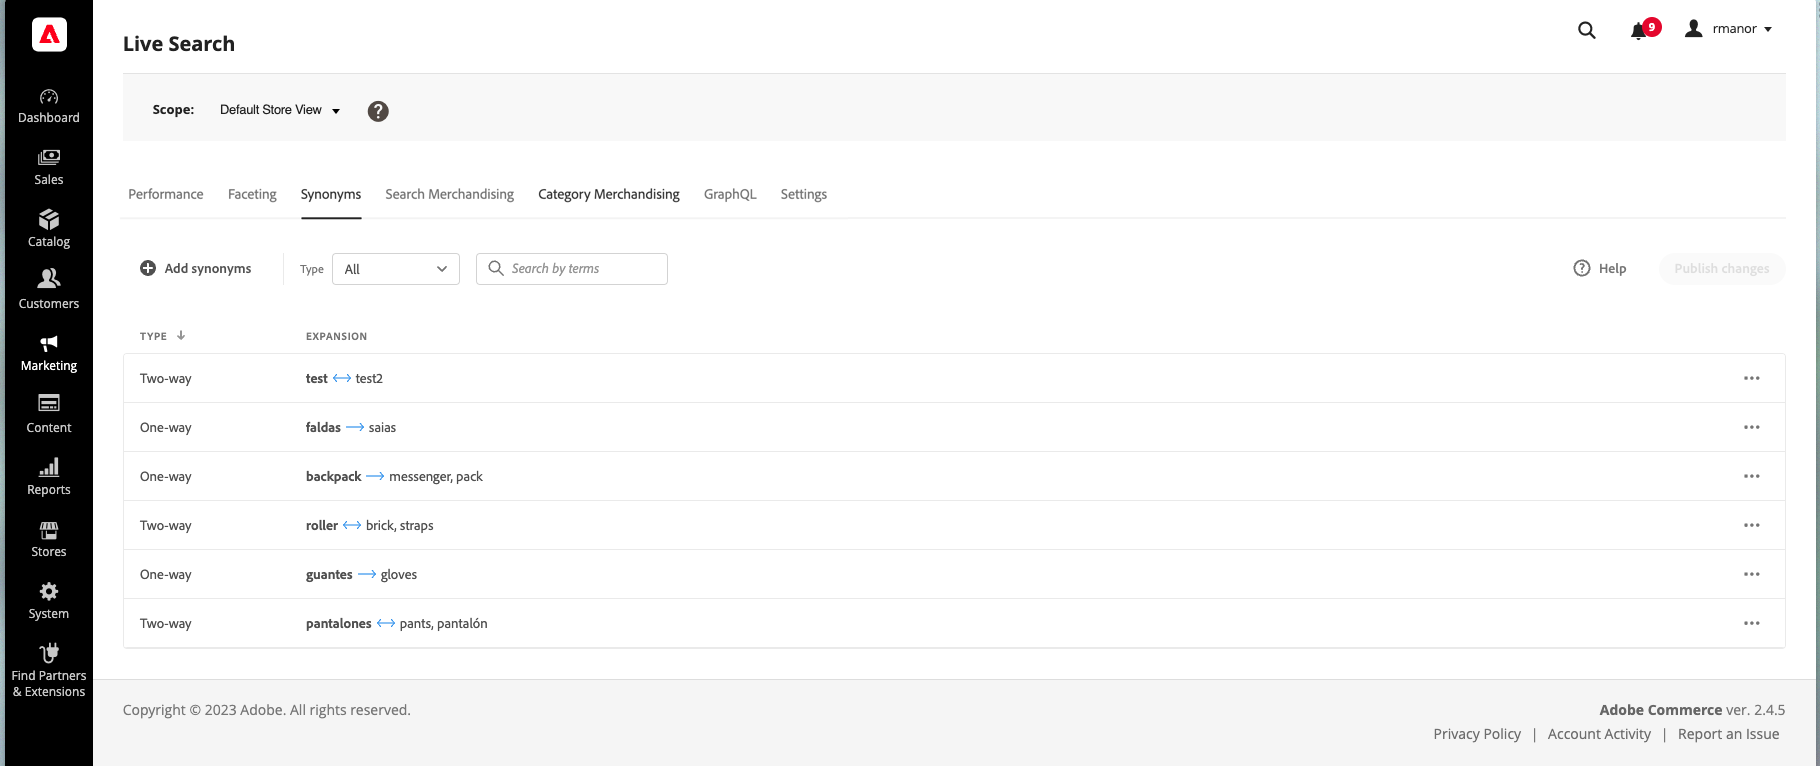 Live Search
9
rmanor
Scope: Default Store View ?
Dashboard
Sales
Catalog
Customers
Marketing
Content
Reports
Stores
System
Find Partners
& Extensions
Performance Faceting Synonyms Search Merchandising Category Merchandising GraphQL Settings
Add synonyms Type All Search by terms ? Help Publish changes
TYPE ↓ EXPANSION
Two-way test ↔ test2
One-way faldas → saias
One-way backpack → messenger, pack
Two-way roller ↔ brick, straps
One-way guantes → gloves
Two-way pantalones ↔ pants, pantalón
Copyright © 2023 Adobe. All rights reserved.
Adobe Commerce ver. 2.4.5
Privacy Policy | Account Activity | Report an Issue